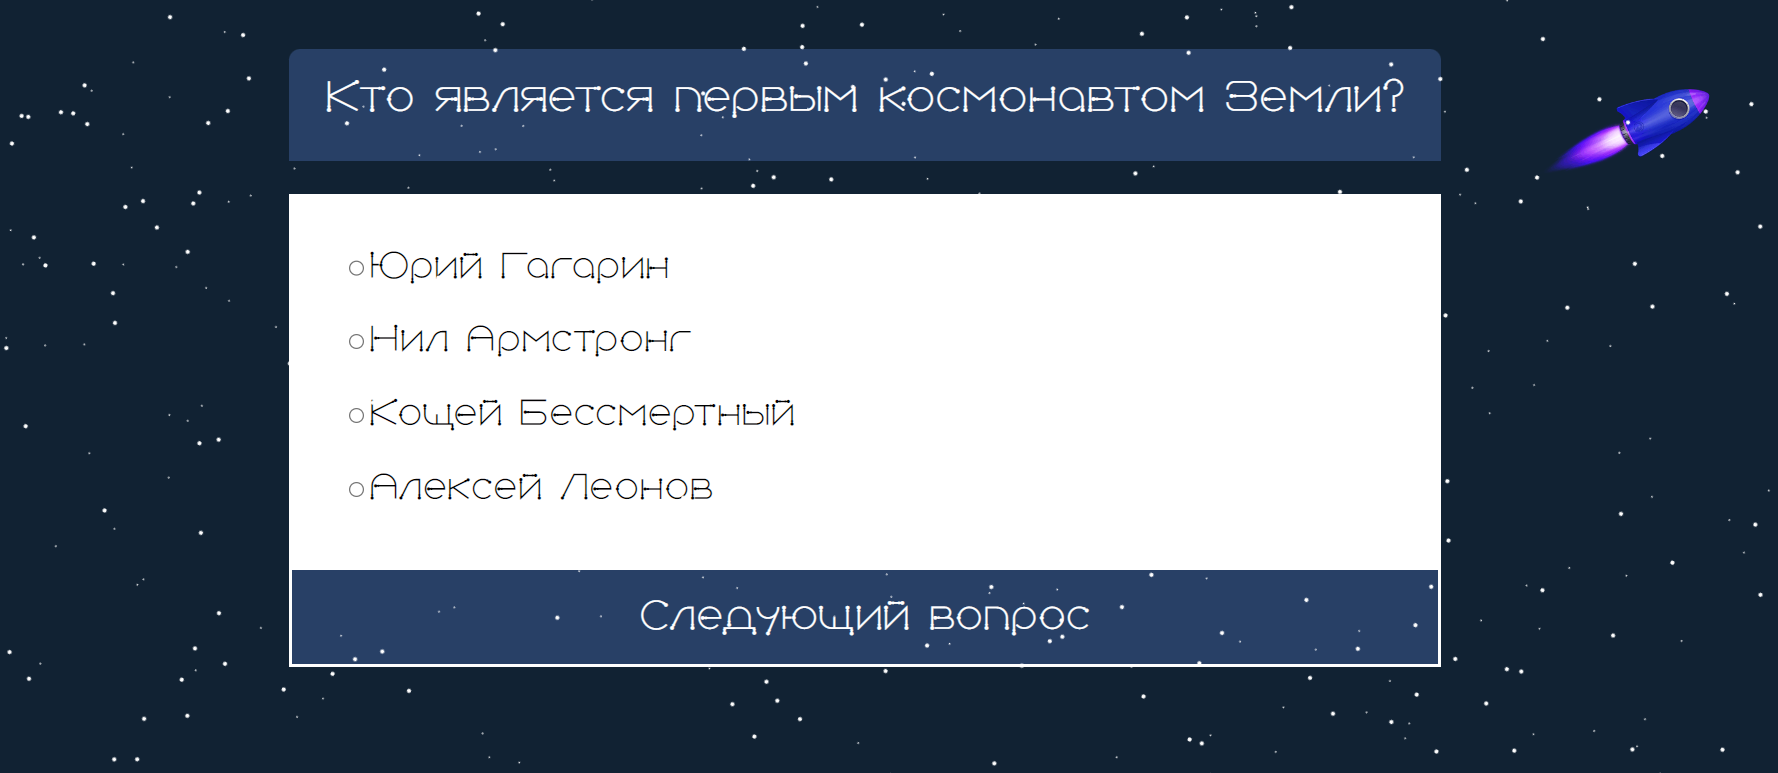 Кто является первым космонавтом Земли?
Юрий Гагарин
Нил Армстронг
Кощей Бессмертный
Алексей Леонов
Следующий вопрос